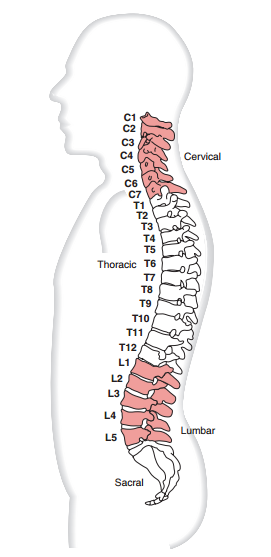 C1
C2
C3
C4
Cervical
C5
C6
C7
T1
T2
T3
T4
T5
Thoracic T6
T7
T8
T9
T10
T11
T12
L1
L2
L3
L4
Lumbar
L5
Sacral